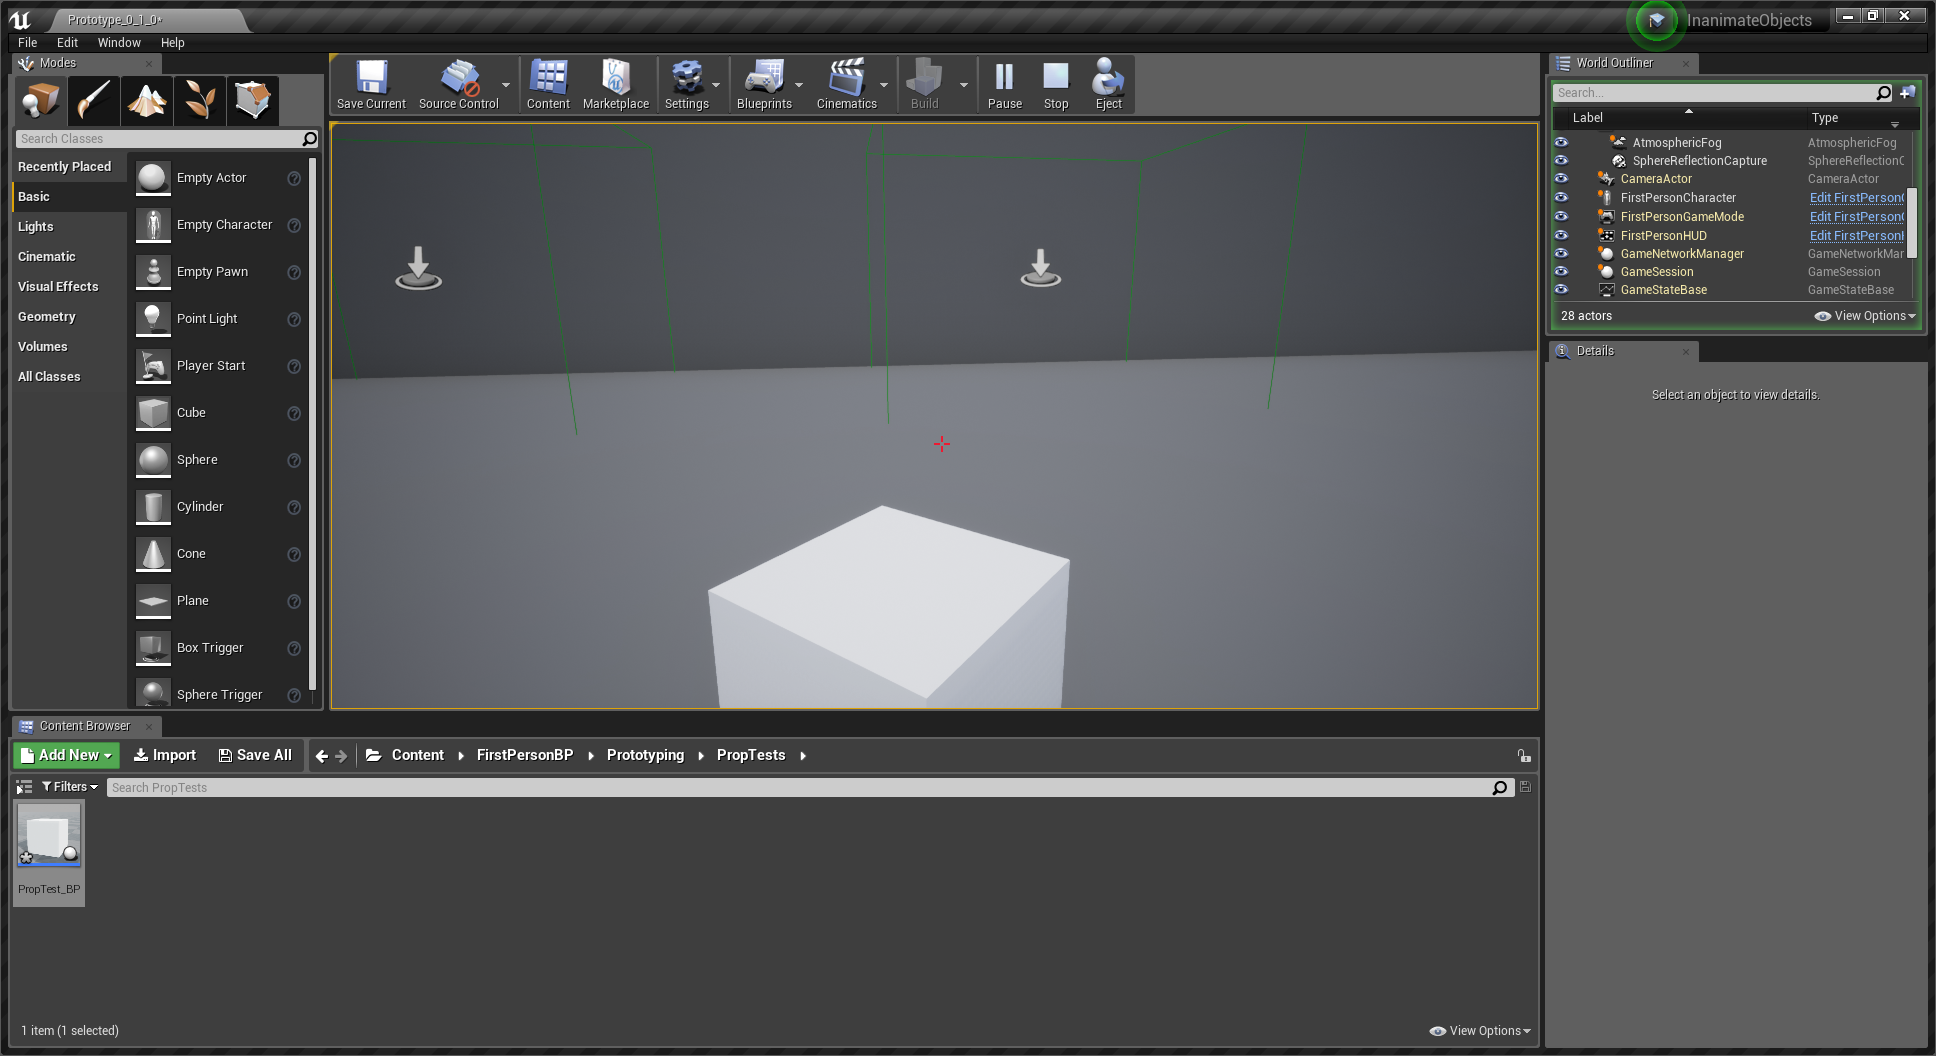 Prototype_0_1_0*
InanimateObjects
File Edit Window Help
Modes
Search Classes
Recently Placed
Basic
Lights
Cinematic
Visual Effects
Geometry
Volumes
All Classes
Empty Actor
Empty Character
Empty Pawn
Point Light
Player Start
Cube
Sphere
Cylinder
Cone
Plane
Box Trigger
Sphere Trigger
Save Current Source Control Content Marketplace Settings Blueprints Cinematics Build Pause Stop Eject
World Outliner
Search...
Label Type
AtmosphericFog AtmosphericFog
SphereReflectionCapture SphereReflectionC
CameraActor CameraActor
FirstPersonCharacter Edit FirstPersonC
FirstPersonGameMode Edit FirstPersonG
FirstPersonHUD Edit FirstPersonH
GameNetworkManager GameNetworkMar
GameSession GameSession
GameStateBase GameStateBase
28 actors View Options
Details
Select an object to view details.
Content Browser
Add New Import Save All Content FirstPersonBP Prototyping PropTests
Filters Search PropTests
PropTest_BP
1 item (1 selected) View Options